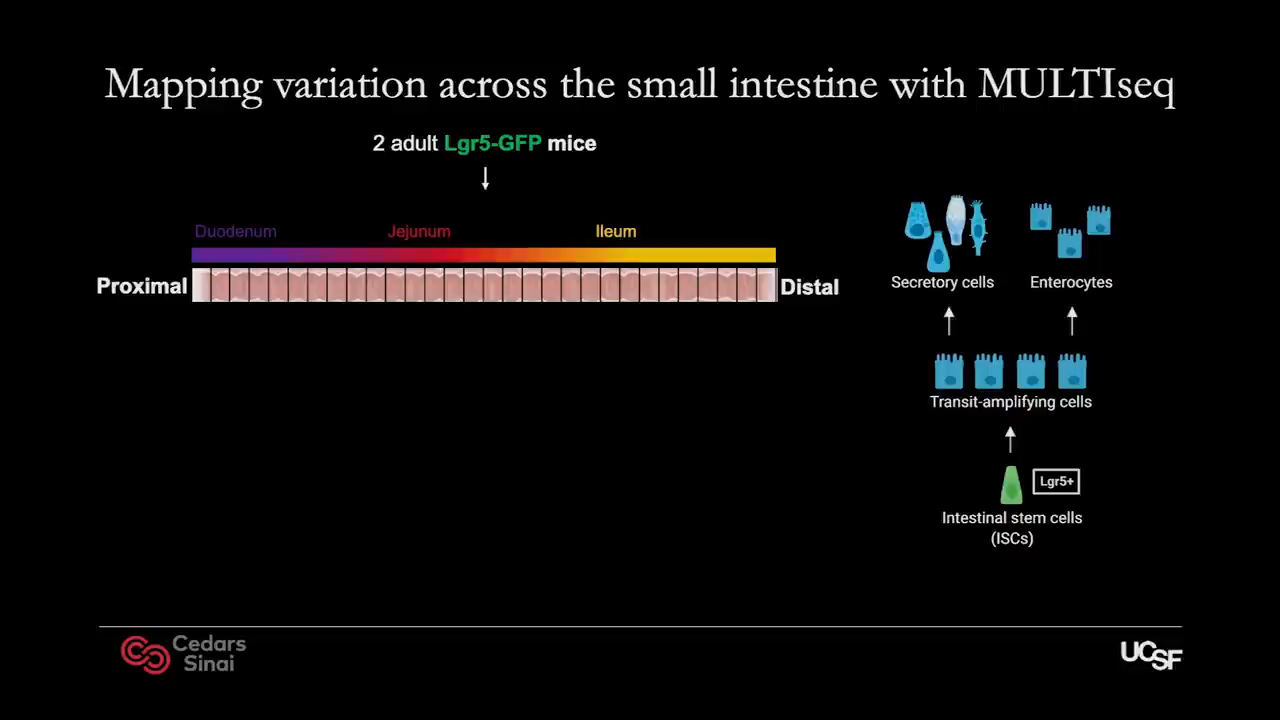 Mapping variation across the small intestine with MULTIseq
2 adult Lgr5-GFP mice
Duodenum
Jejunum
Ileum
Proximal
Distal
Secretory cells
Enterocytes
Transit-amplifying cells
Lgr5+
Intestinal stem cells
(ISCs)
Cedars
Sinai
UCSF